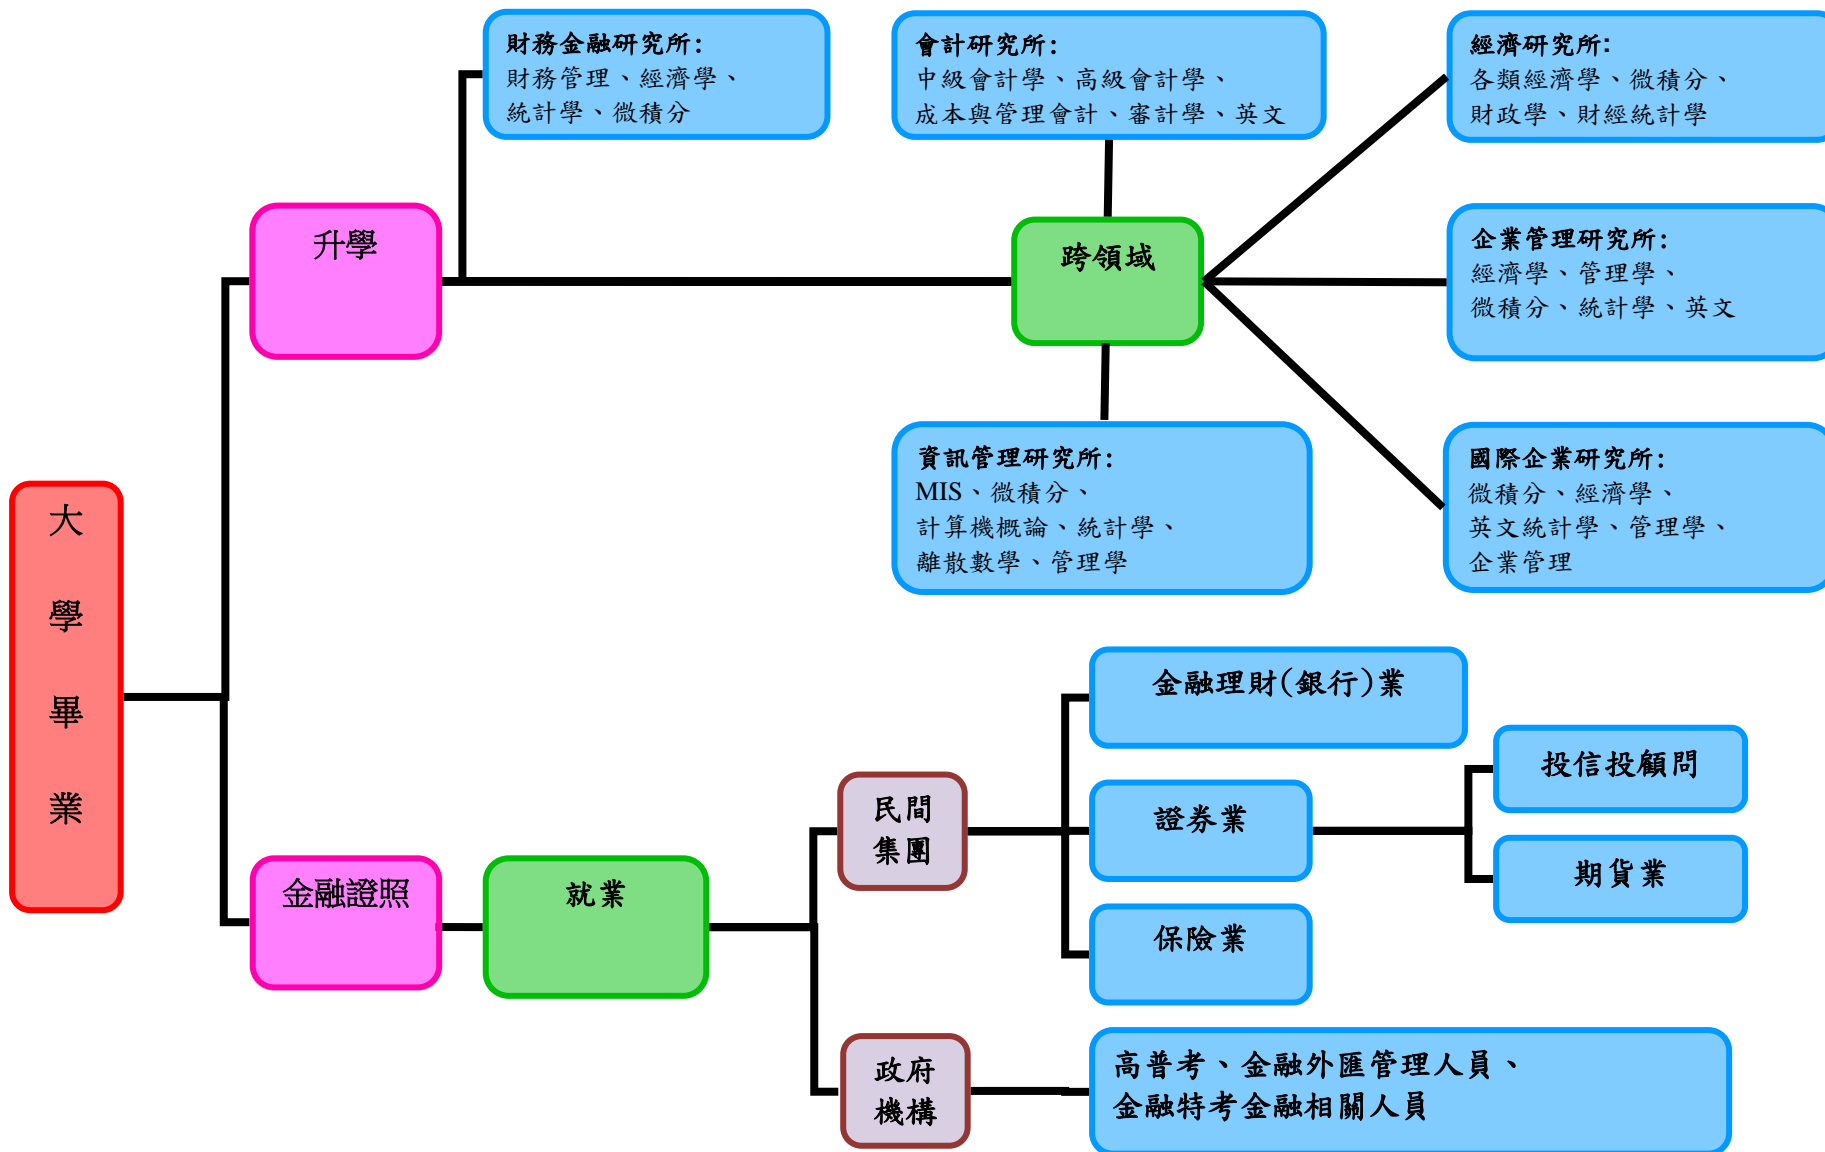 財務金融研究所:
財務管理、經濟學、
統計學、微積分
會計研究所:
中級會計學、高級會計學、
成本與管理會計、審計學、英文
經濟研究所:
各類經濟學、微積分、
財政學、財經統計學
升學
跨領域
企業管理研究所:
經濟學、管理學、
微積分、統計學、英文
資訊管理研究所:
MIS、微積分、
計算機概論、統計學、
離散數學、管理學
國際企業研究所:
微積分、經濟學、
英文統計學、管理學、
企業管理
大
學
畢
業
金融理財(銀行)業
投信投顧問
民間
集團
證券業
期貨業
金融證照
就業
保險業
政府
機構
高普考、金融外匯管理人員、
金融特考金融相關人員